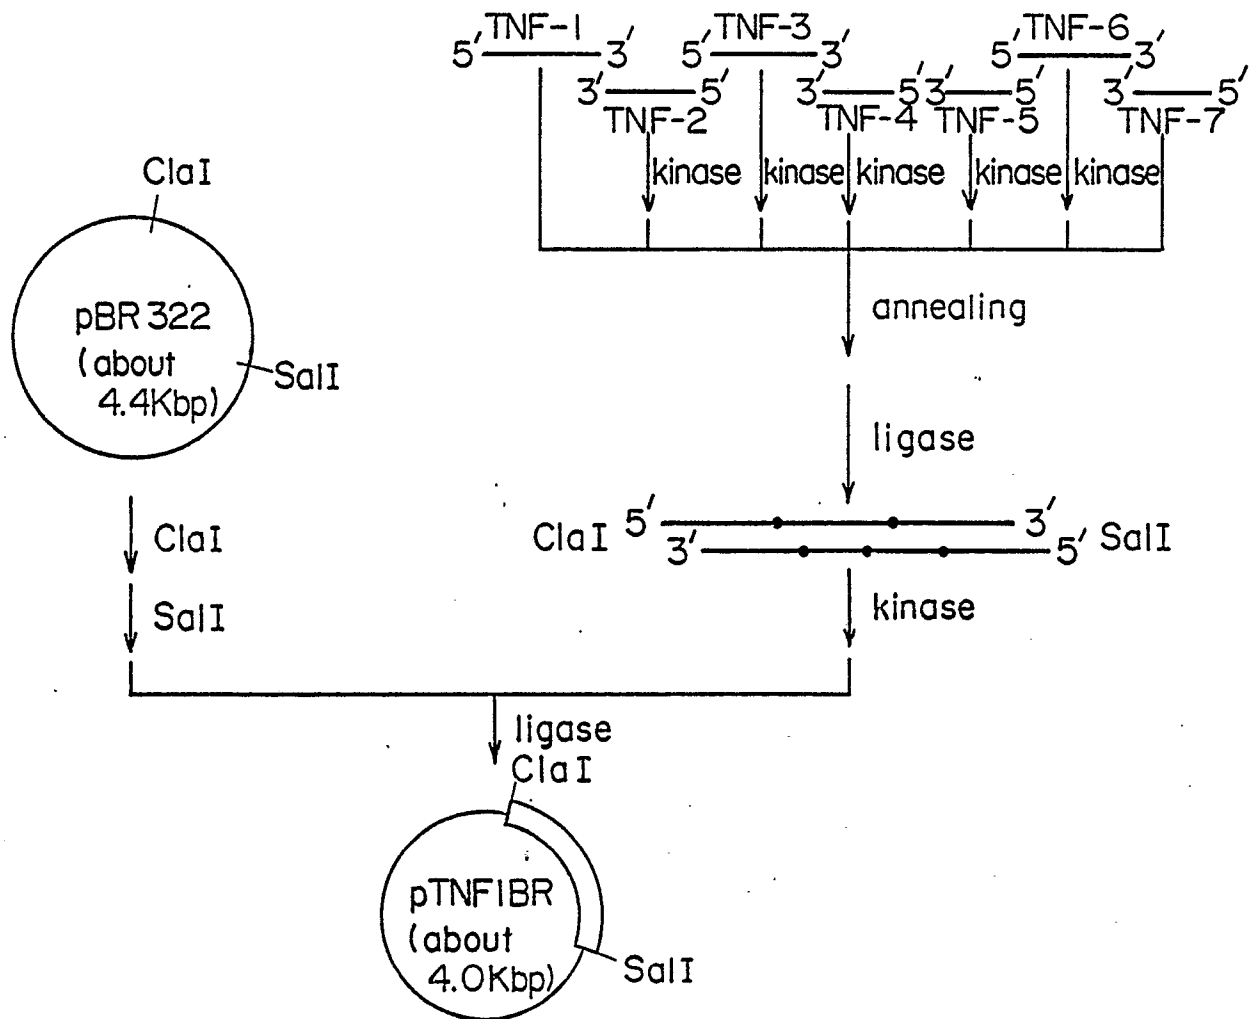 TNF-1 TNF-3 TNF-6
5' 3' 5' 3' 5' 3'
3' 5' 3' 5' 3' 5' 3' 5'
TNF-2 TNF-4 TNF-5 TNF-7
kinase kinase kinase kinase kinase
ClaI
pBR322
(about
4.4Kbp)
SalI
annealing
ligase
ClaI 5' 3'
3' 5' SalI
ClaI
SalI
kinase
ligase
ClaI
pTNF1BR
(about
4.0Kbp)
SalI